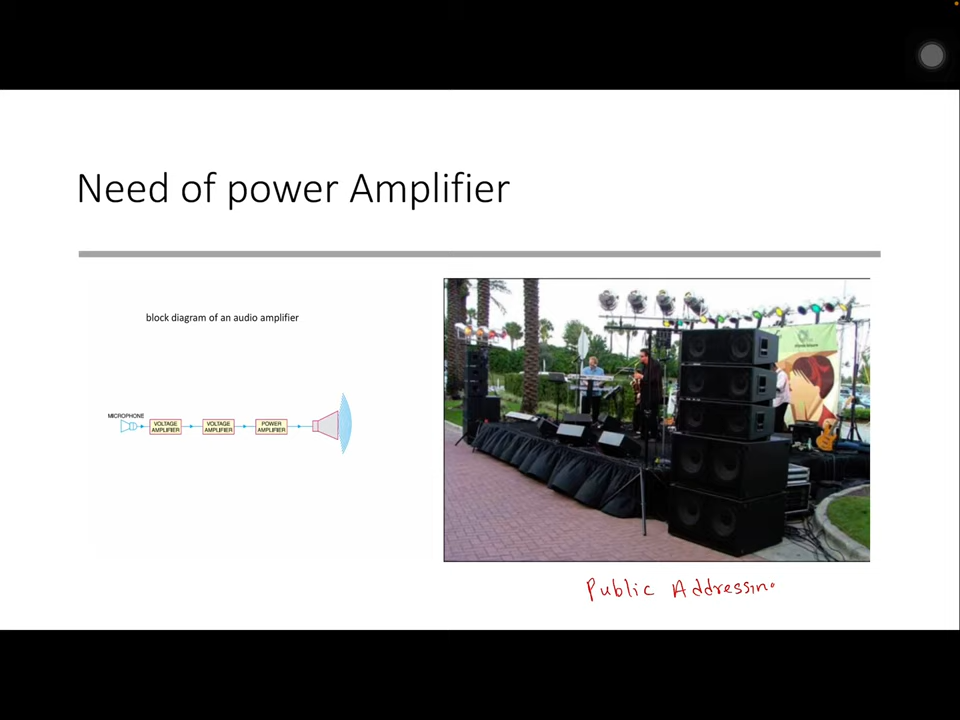 Need of power Amplifier
block diagram of an audio amplifier
MICROPHONE
VOLTAGE
AMPLIFIER
VOLTAGE
AMPLIFIER
POWER
AMPLIFIER
Public Addressin